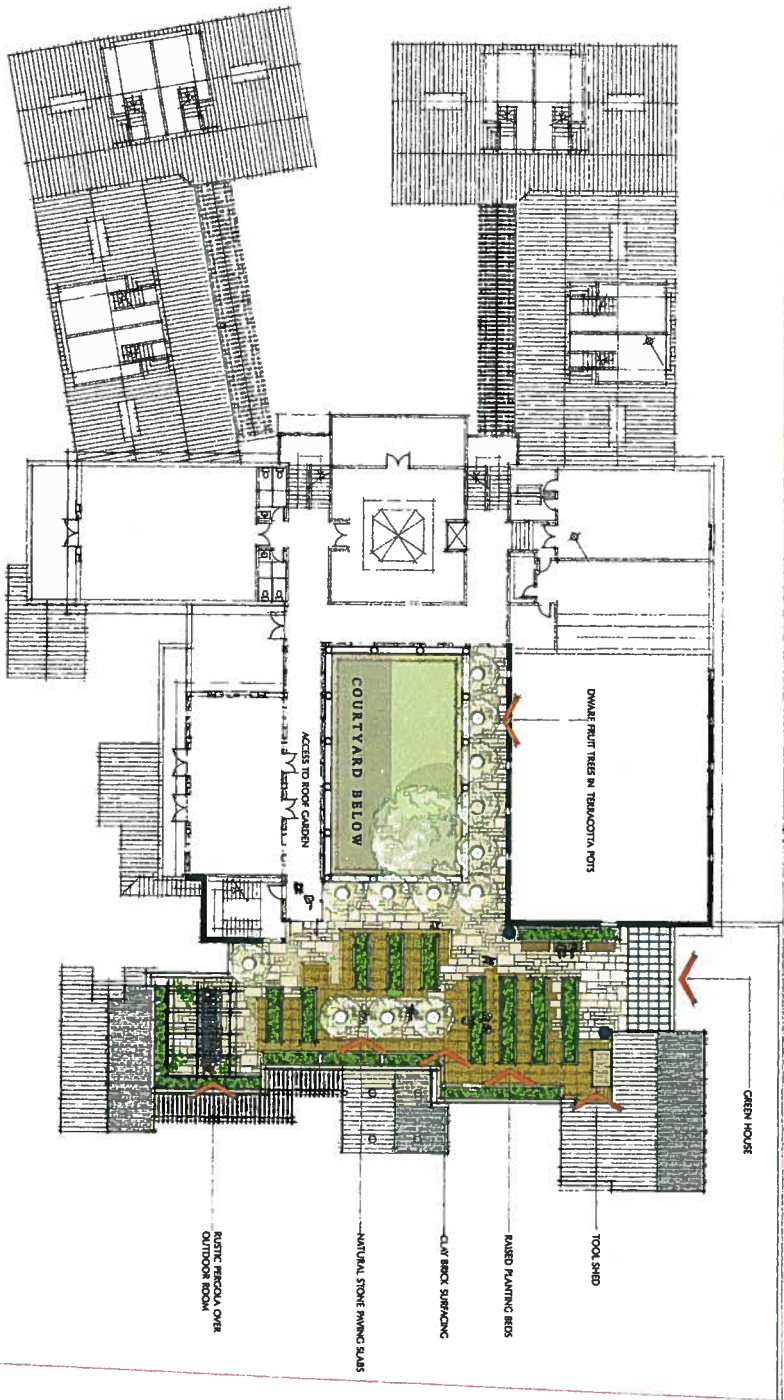 GREEN HOUSE
TOOL SHED
RAISED PLANTING BEDS
CLAY BRICK SURFACING
NATURAL STONE PAVING SLABS
RUSTIC PERGOLA OVER
OUTDOOR ROOM
DWARF FRUIT TREES IN TERRACOTTA POTS
COURTYARD BELOW
ACCESS TO ROOF GARDEN